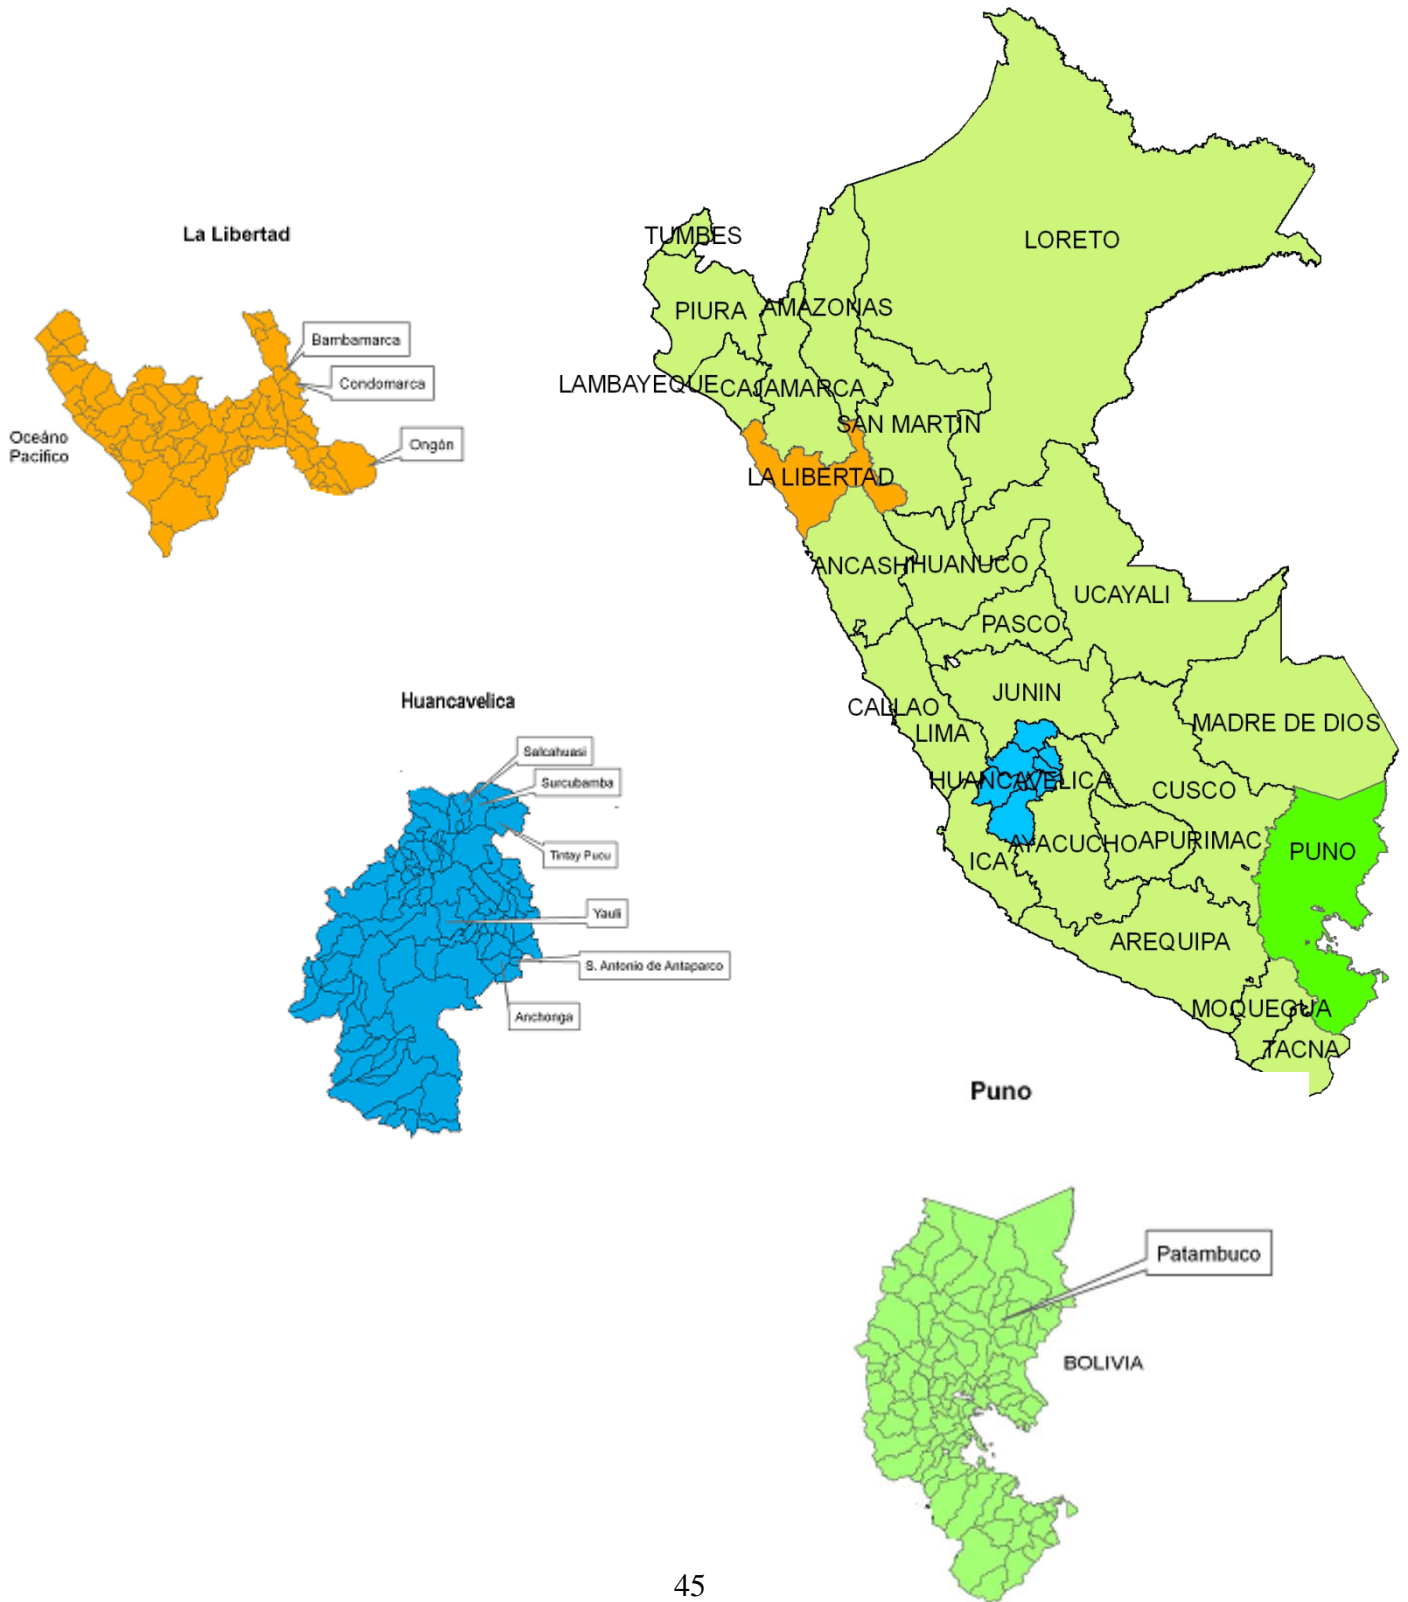 La Libertad
Bambamarca
Condomarca
Ongón
Oceáno
Pacifico
TUMBES
LORETO
PIURA
AMAZONAS
LAMBAYEQUE
CAJAMARCA
SAN MARTIN
LA LIBERTAD
ANCASH
HUANUCO
UCAYALI
PASCO
JUNIN
CALLAO
LIMA
MADRE DE DIOS
HUANCAVELICA
CUSCO
AYACUCHO
APURIMAC
ICA
PUNO
AREQUIPA
MOQUEGUA
TACNA
Huancavelica
Salcahuasi
Surcubamba
Tintay Pucu
Yauli
S. Antonio de Antaparco
Anchonga
Puno
Patambuco
BOLIVIA
45